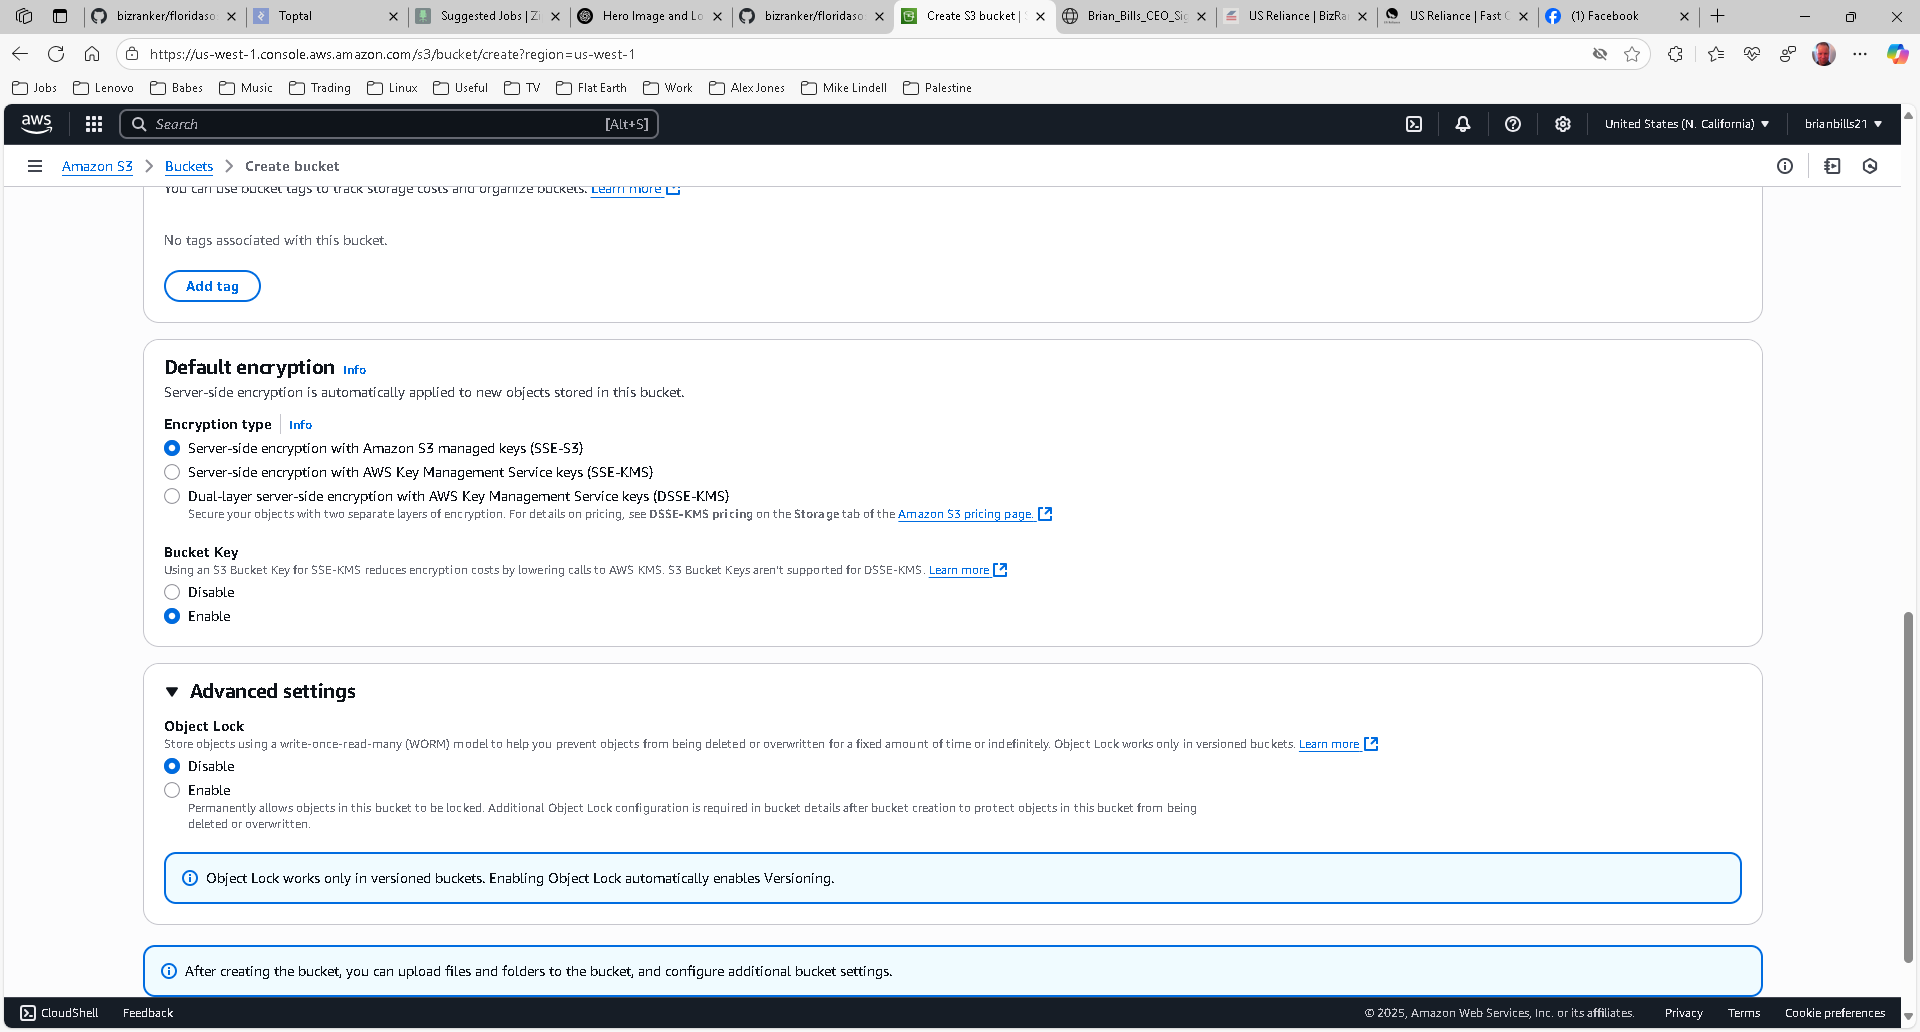 bizranker/floridaso
Toptal
Suggested Jobs | Zi
Hero Image and Lo
bizranker/floridaso
Create S3 bucket |
Brian_Bills_CEO_Sig
US Reliance | BizRa
US Reliance | Fast C
(1) Facebook
https://us-west-1.console.aws.amazon.com/s3/bucket/create?region=us-west-1
Jobs Lenovo Babes Music Trading Linux Useful TV Flat Earth Work Alex Jones Mike Lindell Palestine
aws Search [Alt+S] United States (N. California) brianbills21
Amazon S3 > Buckets > Create bucket
You can use bucket tags to track storage costs and organize buckets. Learn more
No tags associated with this bucket.
Add tag
Default encryption Info
Server-side encryption is automatically applied to new objects stored in this bucket.
Encryption type Info
Server-side encryption with Amazon S3 managed keys (SSE-S3)
Server-side encryption with AWS Key Management Service keys (SSE-KMS)
Dual-layer server-side encryption with AWS Key Management Service keys (DSSE-KMS)
Secure your objects with two separate layers of encryption. For details on pricing, see DSSE-KMS pricing on the Storage tab of the Amazon S3 pricing page.
Bucket Key
Using an S3 Bucket Key for SSE-KMS reduces encryption costs by lowering calls to AWS KMS. S3 Bucket Keys aren't supported for DSSE-KMS. Learn more
Disable
Enable
Advanced settings
Object Lock
Store objects using a write-once-read-many (WORM) model to help you prevent objects from being deleted or overwritten for a fixed amount of time or indefinitely. Object Lock works only in versioned buckets. Learn more
Disable
Enable
Permanently allows objects in this bucket to be locked. Additional Object Lock configuration is required in bucket details after bucket creation to protect objects in this bucket from being
deleted or overwritten.
Object Lock works only in versioned buckets. Enabling Object Lock automatically enables Versioning.
After creating the bucket, you can upload files and folders to the bucket, and configure additional bucket settings.
CloudShell Feedback © 2025, Amazon Web Services, Inc. or its affiliates. Privacy Terms Cookie preferences